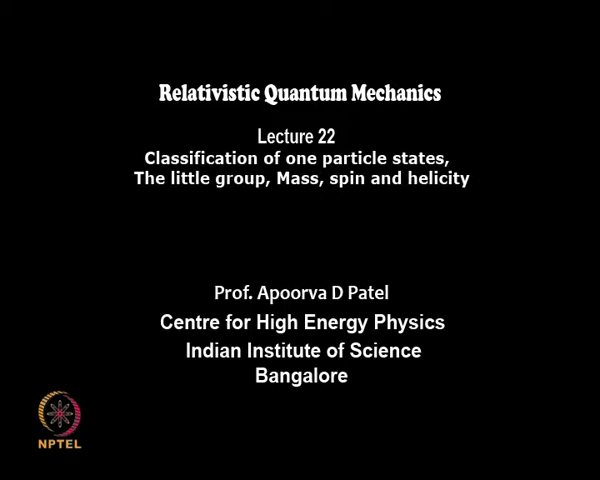 Relativistic Quantum Mechanics
Lecture 22
Classification of one particle states,
The little group, Mass, spin and helicity
Prof. Apoorva D Patel
Centre for High Energy Physics
Indian Institute of Science
Bangalore
NPTEL